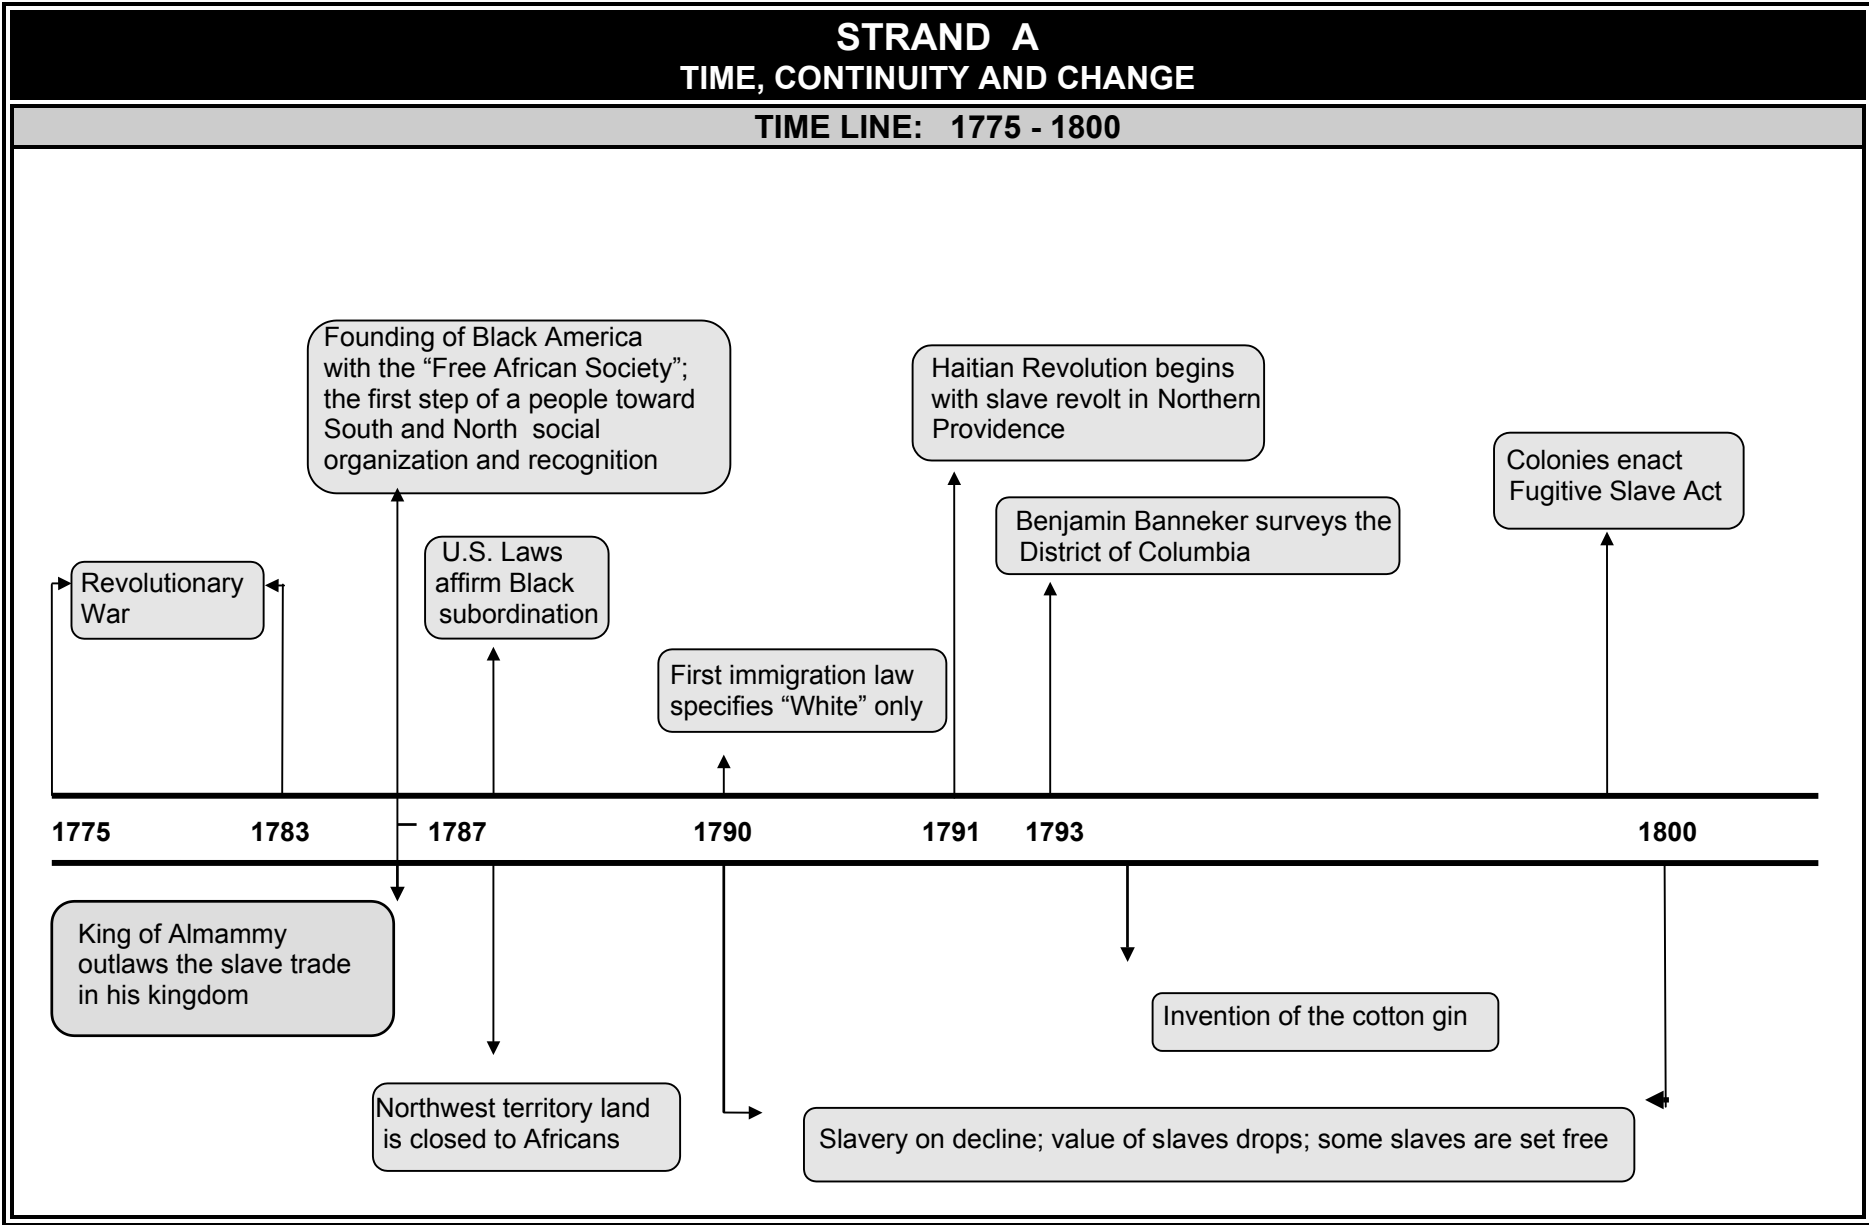 STRAND A
TIME, CONTINUITY AND CHANGE
TIME LINE: 1775 - 1800
Founding of Black America
with the “Free African Society”;
the first step of a people toward
South and North social
organization and recognition
Haitian Revolution begins
with slave revolt in Northern
Providence
Colonies enact
Fugitive Slave Act
Benjamin Banneker surveys the
District of Columbia
U.S. Laws
affirm Black
subordination
Revolutionary
War
First immigration law
specifies “White” only
1775 1783 1787 1790 1791 1793 1800
King of Almammy
outlaws the slave trade
in his kingdom
Invention of the cotton gin
Northwest territory land
is closed to Africans
Slavery on decline; value of slaves drops; some slaves are set free